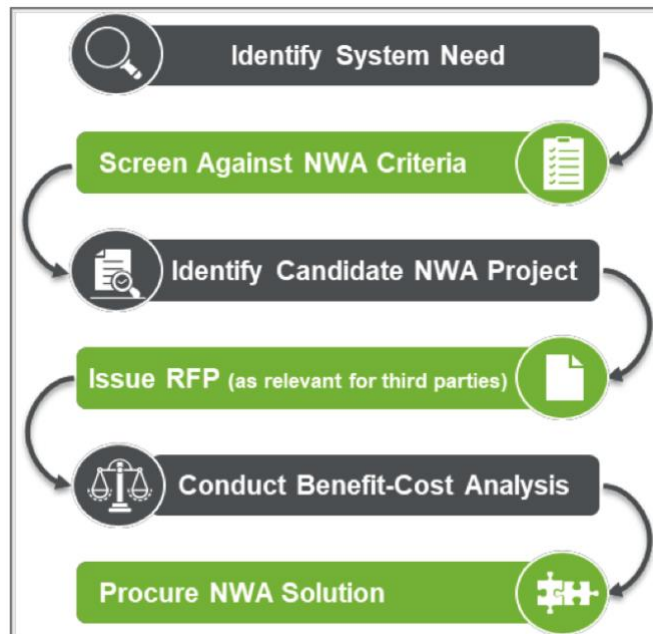 Identify System Need
Screen Against NWA Criteria
Identify Candidate NWA Project
Issue RFP (as relevant for third parties)
Conduct Benefit-Cost Analysis
Procure NWA Solution